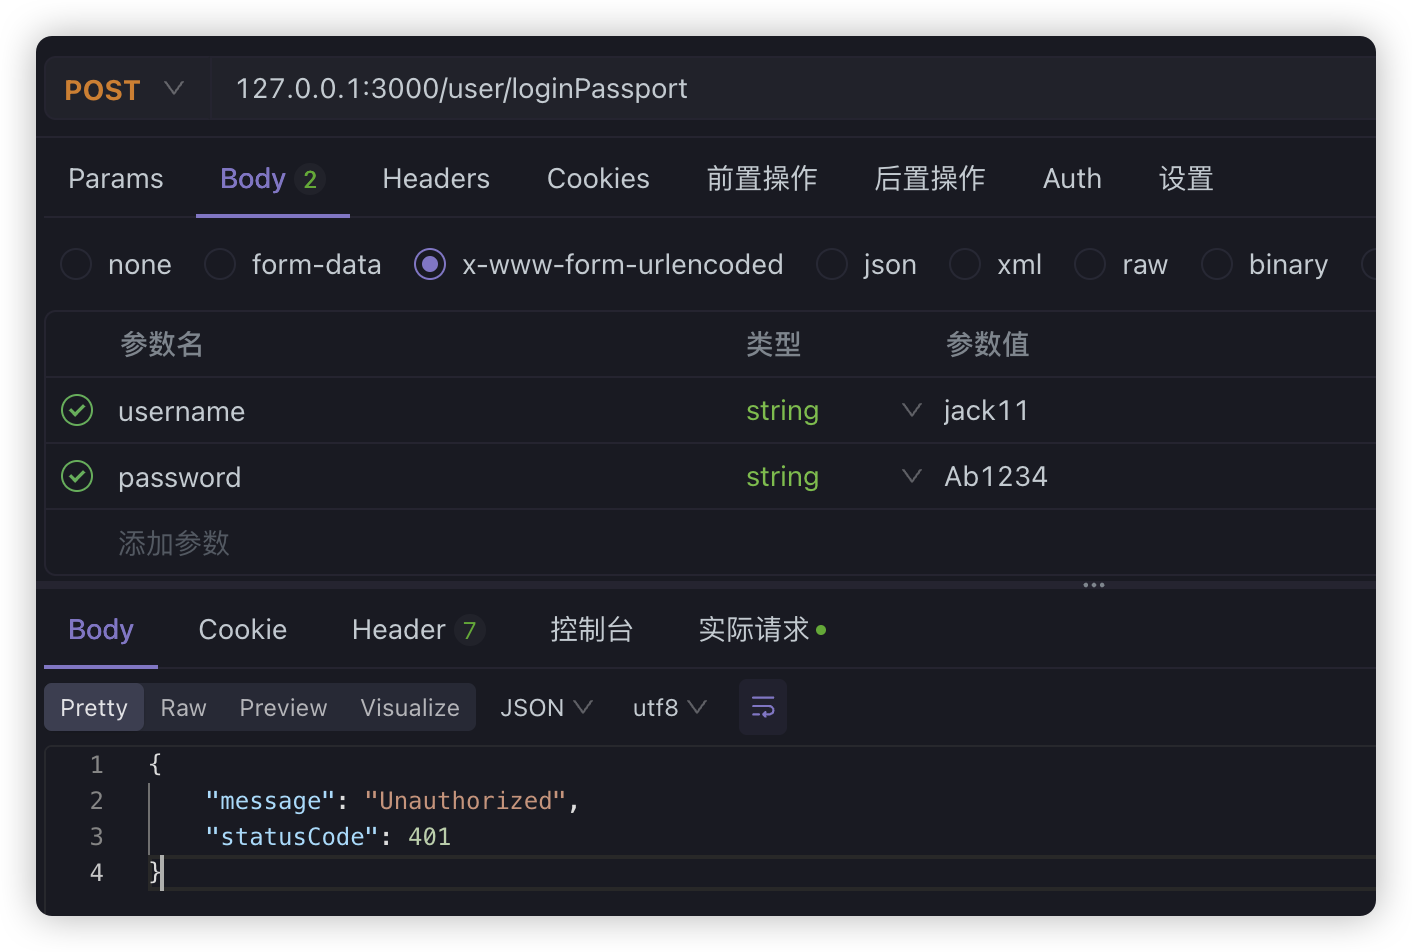 POST 127.0.0.1:3000/user/loginPassport
Params Body 2 Headers Cookies 前置操作 后置操作 Auth 设置
none form-data x-www-form-urlencoded json xml raw binary
参数名 类型 参数值
username string jack11
password string Ab1234
添加参数
Body Cookie Header 7 控制台 实际请求
Pretty Raw Preview Visualize JSON utf8
1 {
2 "message": "Unauthorized",
3 "statusCode": 401
4 }